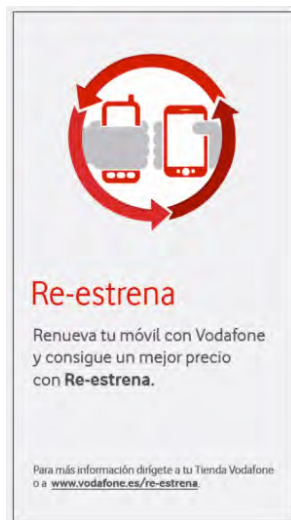 Re-estrena
Renueva tu móvil con Vodafone
y consigue un mejor precio
con Re-estrena.
Para más información dirígete a tu Tienda Vodafone
o a www.vodafone.es/re-estrena.